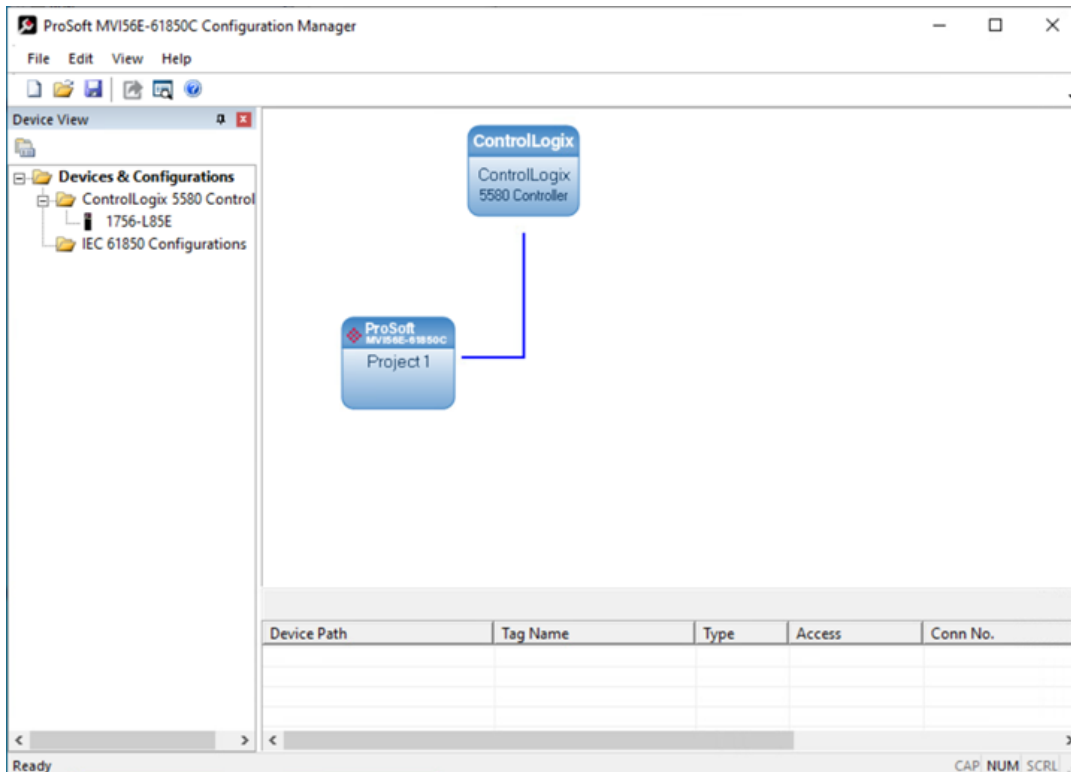 ProSoft MVI56E-61850C Configuration Manager
File Edit View Help
Device View
Devices & Configurations
ControlLogix 5580 Control
1756-L85E
IEC 61850 Configurations
ControlLogix
ControlLogix
5580 Controller
ProSoft
MVI56E-61850C
Project 1
Device Path Tag Name Type Access Conn No.
Ready CAP NUM SCRL